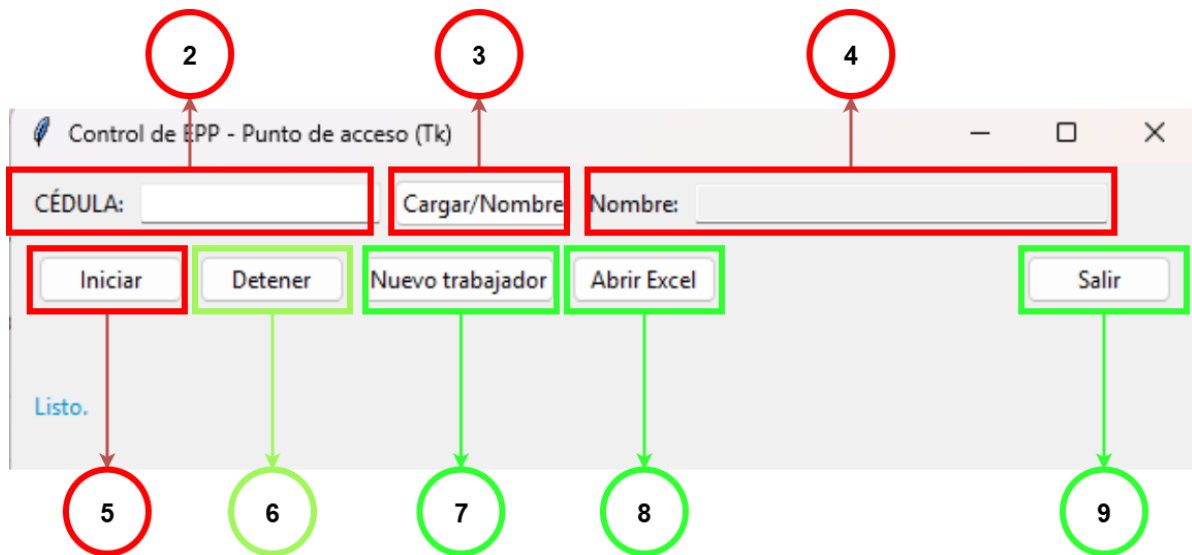 2 3 4
Control de EPP - Punto de acceso (Tk)
CÉDULA: Cargar/Nombre Nombre:
Iniciar Detener Nuevo trabajador Abrir Excel Salir
Listo.
5 6 7 8 9